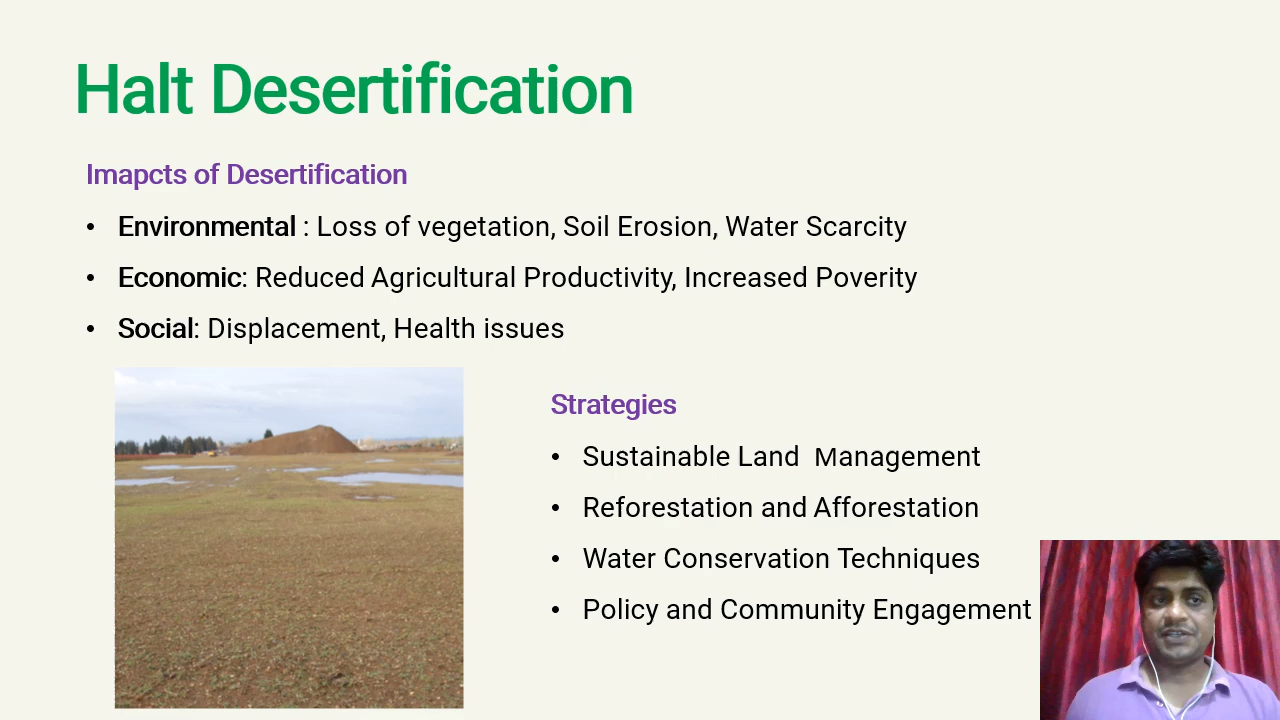 Halt Desertification
Imapcts of Desertification
• Environmental : Loss of vegetation, Soil Erosion, Water Scarcity
• Economic: Reduced Agricultural Productivity, Increased Poverity
• Social: Displacement, Health issues
Strategies
• Sustainable Land  Management
• Reforestation and Afforestation
• Water Conservation Techniques
• Policy and Community Engagement